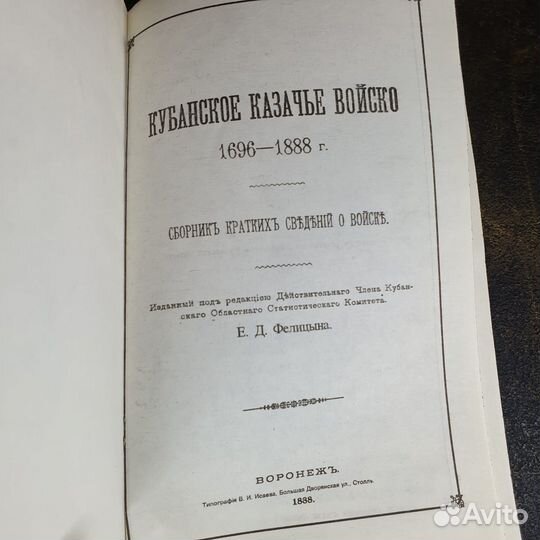 КУБАНСКОЕ КАЗАЧЬЕ ВОЙСКО
1696—1888 г.
СБОРНИКЪ КРАТКИХЪ СВѢДѢНІЙ О ВОЙСКѢ.
Изданный подъ редакціею Дѣйствительнаго Члена Кубан-
скаго Областнаго Статистическаго Комитета
Е. Д. Фелицына.
ВОРОНЕЖЪ.
Типографія В. И. Исаева, Большая Дворянская ул., Столль.
1888.
Avito